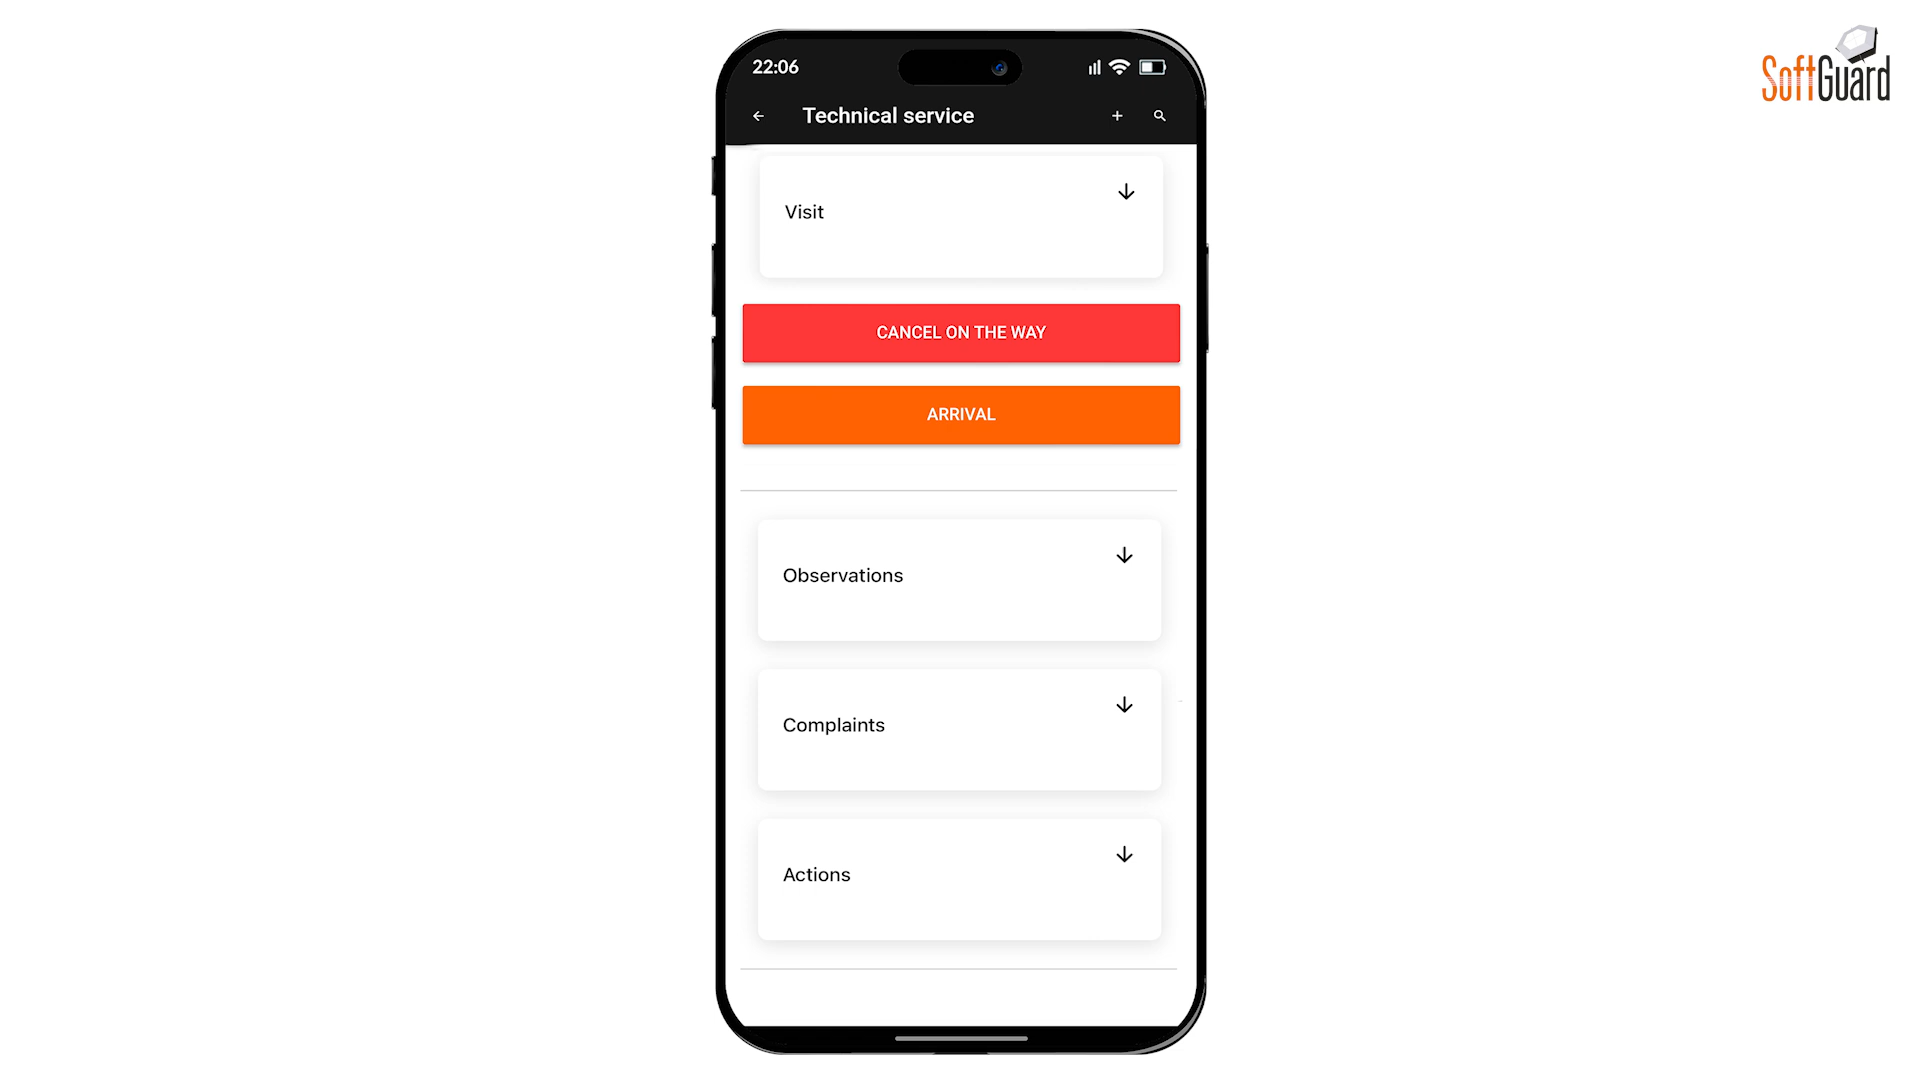 22:06
Technical service
Visit
CANCEL ON THE WAY
ARRIVAL
Observations
Complaints
Actions
SoftGuard